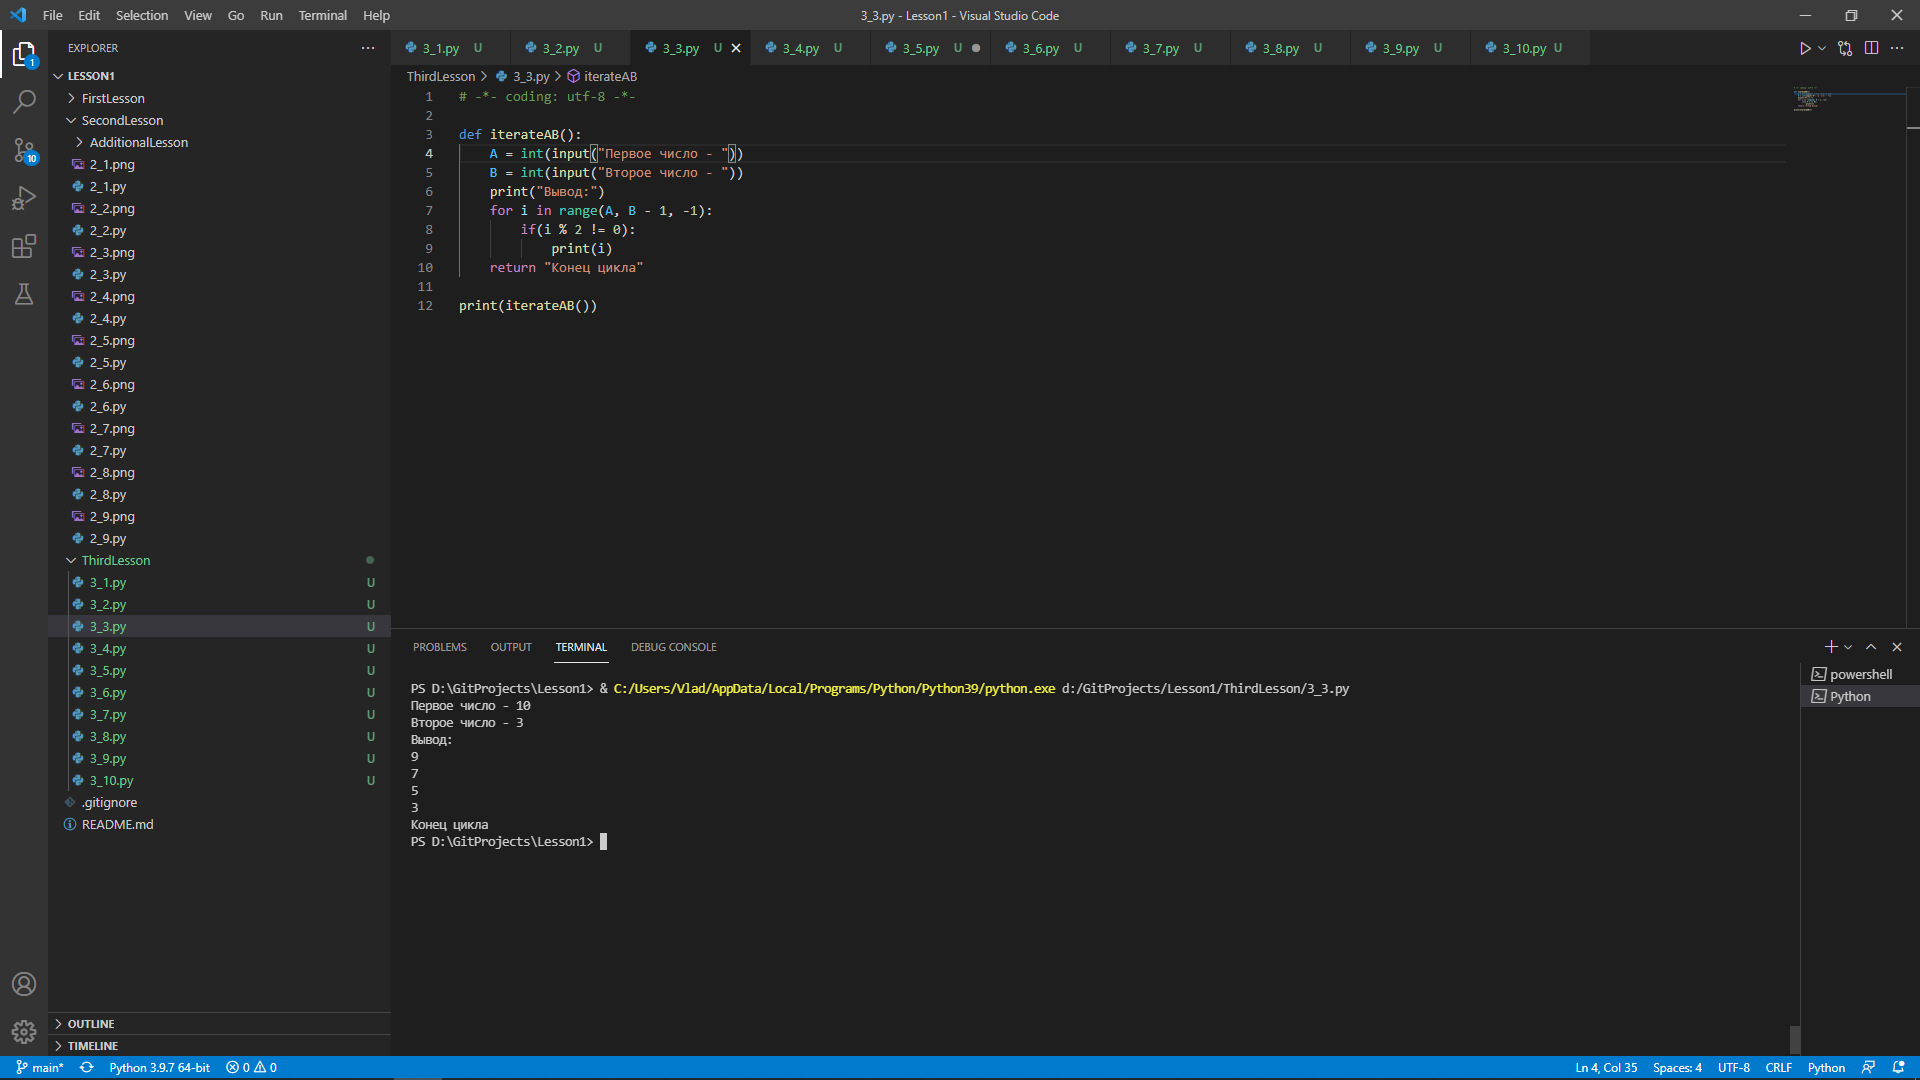 File Edit Selection View Go Run Terminal Help
3_3.py - Lesson1 - Visual Studio Code
EXPLORER
1
10
LESSON1
FirstLesson
SecondLesson
AdditionalLesson
2_1.png
2_1.py
2_2.png
2_2.py
2_3.png
2_3.py
2_4.png
2_4.py
2_5.png
2_5.py
2_6.png
2_6.py
2_7.png
2_7.py
2_8.png
2_8.py
2_9.png
2_9.py
ThirdLesson
3_1.py U
3_2.py U
3_3.py U
3_4.py U
3_5.py U
3_6.py U
3_7.py U
3_8.py U
3_9.py U
3_10.py U
.gitignore
README.md
OUTLINE
TIMELINE
3_1.py U 3_2.py U 3_3.py U 3_4.py U 3_5.py U 3_6.py U 3_7.py U 3_8.py U 3_9.py U 3_10.py U
ThirdLesson > 3_3.py > iterateAB
1 # -*- coding: utf-8 -*-
2
3 def iterateAB():
4     A = int(input("Первое число - "))
5     B = int(input("Второе число - "))
6     print("Вывод:")
7     for i in range(A, B - 1, -1):
8         if(i % 2 != 0):
9             print(i)
10     return "Конец цикла"
11
12 print(iterateAB())
PROBLEMS OUTPUT TERMINAL DEBUG CONSOLE
PS D:\GitProjects\Lesson1> & C:/Users/Vlad/AppData/Local/Programs/Python/Python39/python.exe d:/GitProjects/Lesson1/ThirdLesson/3_3.py
Первое число - 10
Второе число - 3
Вывод:
9
7
5
3
Конец цикла
PS D:\GitProjects\Lesson1>
powershell
Python
main* Python 3.9.7 64-bit 0 0 Ln 4, Col 35 Spaces: 4 UTF-8 CRLF Python